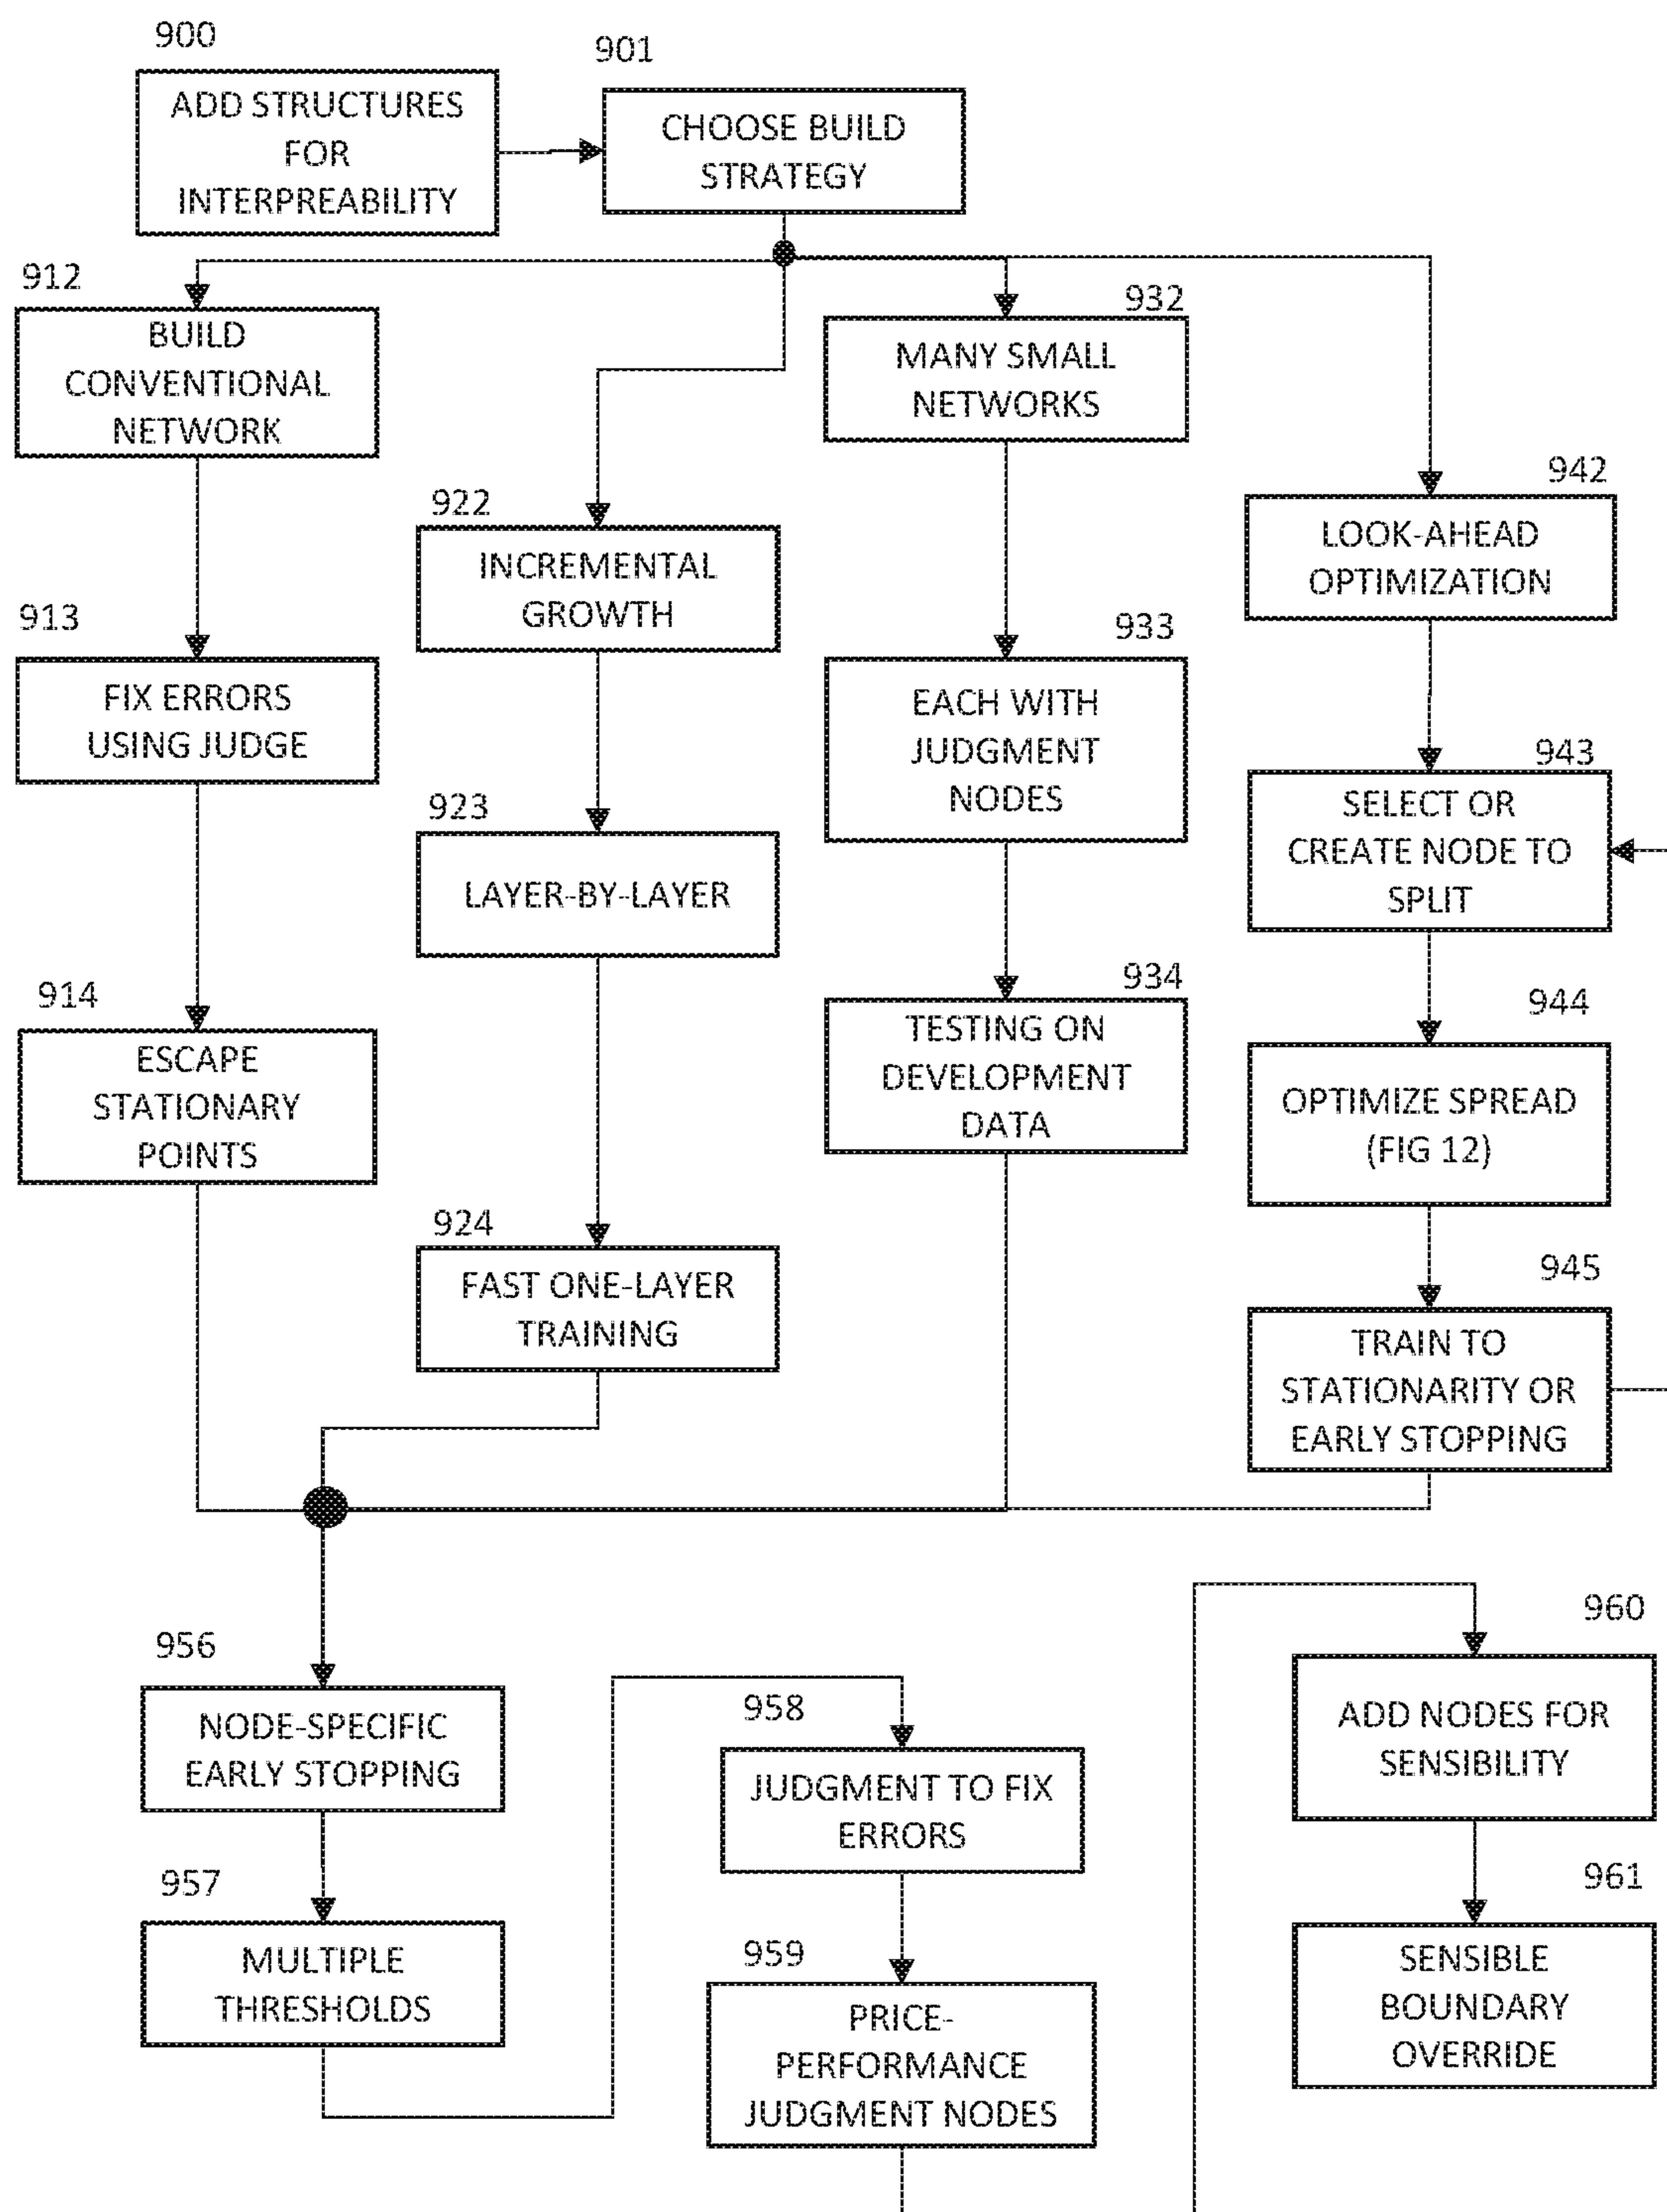 900
ADD STRUCTURES
FOR
INTERPREABILITY
901
CHOOSE BUILD
STRATEGY
912
BUILD
CONVENTIONAL
NETWORK
913
FIX ERRORS
USING JUDGE
914
ESCAPE
STATIONARY
POINTS
922
INCREMENTAL
GROWTH
923
LAYER-BY-LAYER
924
FAST ONE-LAYER
TRAINING
932
MANY SMALL
NETWORKS
933
EACH WITH
JUDGMENT
NODES
934
TESTING ON
DEVELOPMENT
DATA
942
LOOK-AHEAD
OPTIMIZATION
943
SELECT OR
CREATE NODE TO
SPLIT
944
OPTIMIZE SPREAD
(FIG 12)
945
TRAIN TO
STATIONARITY OR
EARLY STOPPING
956
NODE-SPECIFIC
EARLY STOPPING
957
MULTIPLE
THRESHOLDS
958
JUDGMENT TO FIX
ERRORS
959
PRICE-
PERFORMANCE
JUDGMENT NODES
960
ADD NODES FOR
SENSIBILITY
961
SENSIBLE
BOUNDARY
OVERRIDE